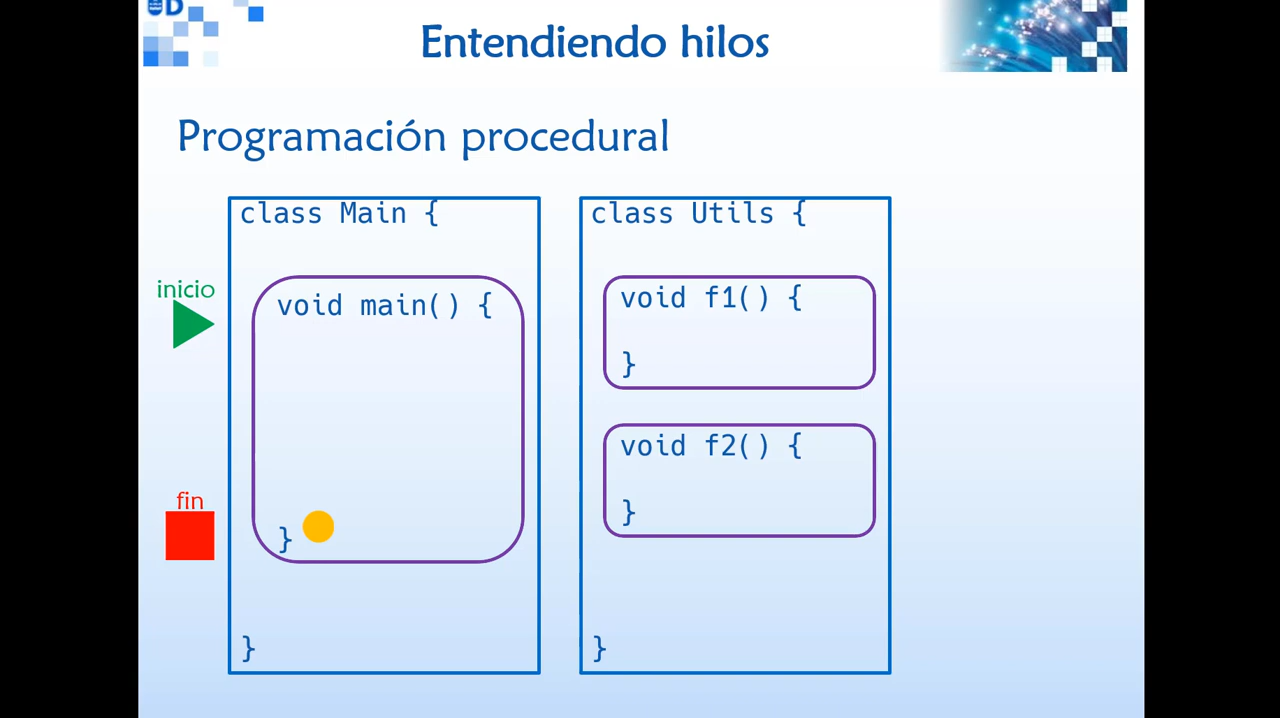 Entendiendo hilos
Programación procedural
class Main {
inicio
void main() {
fin
}
}
class Utils {
void f1() {
}
void f2() {
}
}